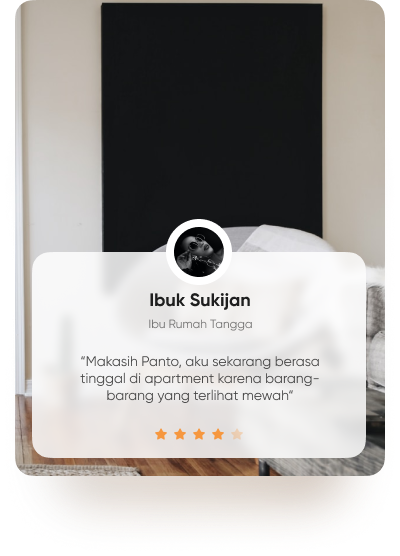 Ibuk Sukijan
Ibu Rumah Tangga
“Makasih Panto, aku sekarang berasa
tinggal di apartment karena barang-
barang yang terlihat mewah”